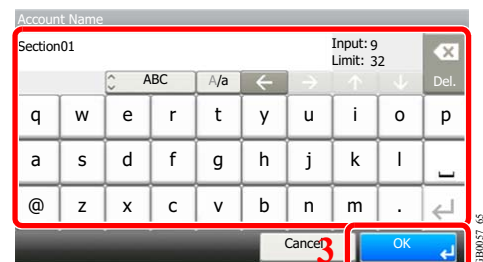 Account Name
Section01
Input: 9
Limit: 32
ABC A/a ← → ↑ ↓ Del.
q w e r t y u i o p
a s d f g h j k l
@ z x c v b n m .
Cancel 3 OK
GB0057_65